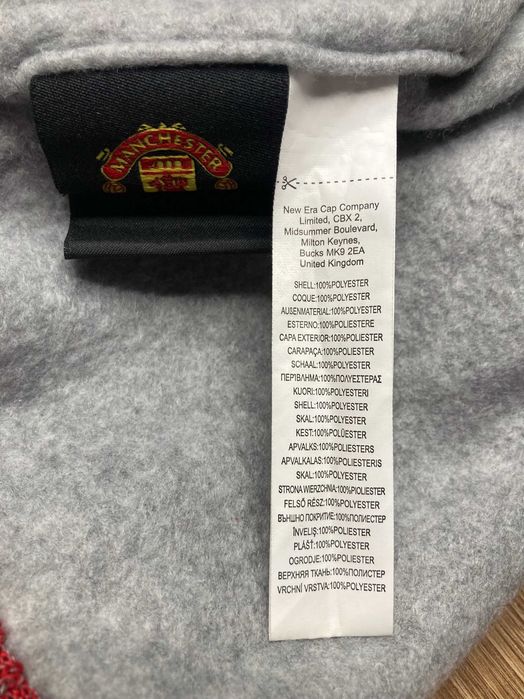 MANCHESTER
New Era Cap Company
Limited, CBX 2,
Midsummer Boulevard,
Milton Keynes,
Bucks MK9 2EA
United Kingdom
SHELL:100%POLYESTER
COQUE:100%POLYESTER
AUßENMATERIAL:100%POLYESTER
ESTERNO:100%POLIESTERE
CAPA EXTERIOR:100%POLIESTER
CARAPAÇA:100%POLIESTER
SCHAAL:100%POLYESTER
ΠΕΡΊΒΛΗΜΑ:100%ΠΟΛΥΕΣΤΕΡΑΣ
KUORI:100%POLYESTERI
SHELL:100%POLYESTER
SKAL:100%POLYESTER
KEST:100%POLÜESTER
APVALKS:100%POLIESTERS
APVALKALAS:100%POLIESTERIS
SKAL:100%POLYESTER
STRONA WIERZCHNIA:100%POLIESTER
FELSŐ RÉSZ:100%POLYESTER
ВЪНШНО ПОКРИТИЕ:100%ПОЛИЕСТЕР
ÎNVELIŞ:100%POLIESTER
PLÁŠŤ:100%POLYESTER
OGRODJE:100%POLYESTER
ВЕРХНЯЯ ТКАНЬ:100%ПОЛИЭСТЕР
VRCHNÍ VRSTVA:100%POLYESTER